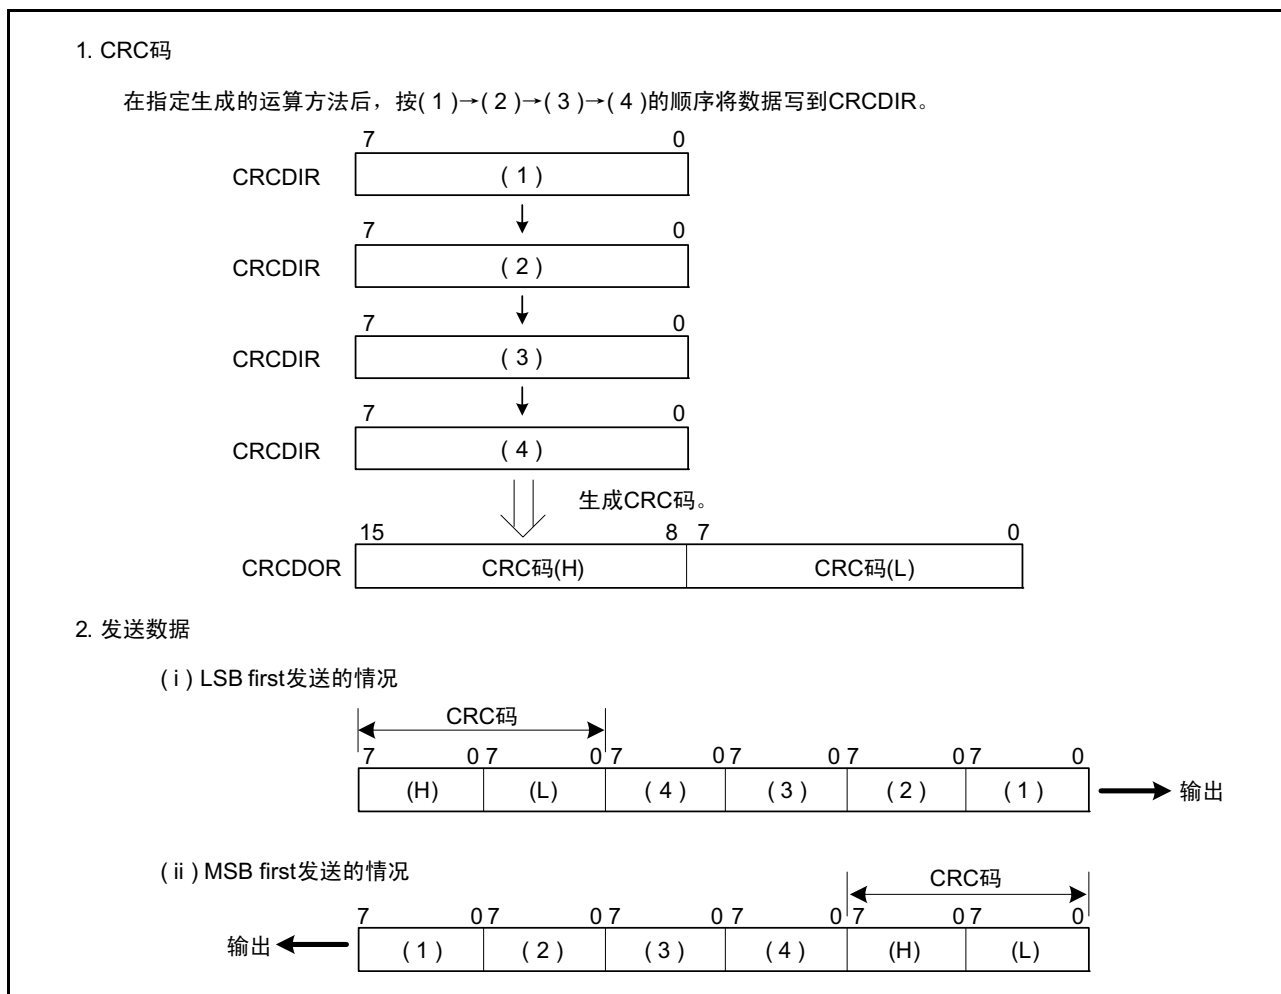 1. CRC码
在指定生成的运算方法后，按( 1 )→( 2 )→( 3 )→( 4 )的顺序将数据写到CRCDIR。
7 0
CRCDIR ( 1 )
7 0
CRCDIR ( 2 )
7 0
CRCDIR ( 3 )
7 0
CRCDIR ( 4 )
生成CRC码。
15 8 7 0
CRCDOR CRC码(H) CRC码(L)
2. 发送数据
( i ) LSB first发送的情况
CRC码
7 0 7 0 7 0 7 0 7 0 7 0
(H) (L) ( 4 ) ( 3 ) ( 2 ) ( 1 ) 输出
( ii ) MSB first发送的情况
CRC码
7 0 7 0 7 0 7 0 7 0 7 0
输出 ( 1 ) ( 2 ) ( 3 ) ( 4 ) (H) (L)